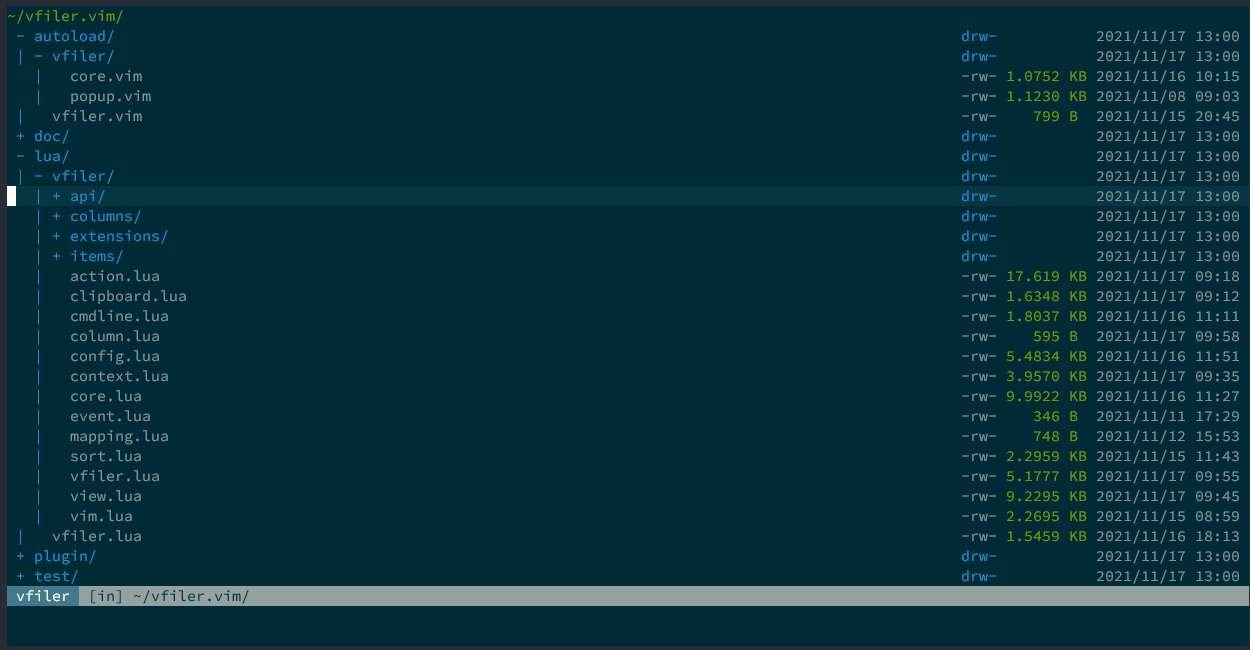 ~/vfiler.vim/
- autoload/ drw- 2021/11/17 13:00
| - vfiler/ drw- 2021/11/17 13:00
| core.vim -rw- 1.0752 KB 2021/11/16 10:15
| popup.vim -rw- 1.1230 KB 2021/11/08 09:03
| vfiler.vim -rw- 799 B 2021/11/15 20:45
+ doc/ drw- 2021/11/17 13:00
- lua/ drw- 2021/11/17 13:00
| - vfiler/ drw- 2021/11/17 13:00
| + api/ drw- 2021/11/17 13:00
| + columns/ drw- 2021/11/17 13:00
| + extensions/ drw- 2021/11/17 13:00
| + items/ drw- 2021/11/17 13:00
| action.lua -rw- 17.619 KB 2021/11/17 09:18
| clipboard.lua -rw- 1.6348 KB 2021/11/17 09:12
| cmdline.lua -rw- 1.8037 KB 2021/11/16 11:11
| column.lua -rw- 595 B 2021/11/17 09:58
| config.lua -rw- 5.4834 KB 2021/11/16 11:51
| context.lua -rw- 3.9570 KB 2021/11/17 09:35
| core.lua -rw- 9.9922 KB 2021/11/16 11:27
| event.lua -rw- 346 B 2021/11/11 17:29
| mapping.lua -rw- 748 B 2021/11/12 15:53
| sort.lua -rw- 2.2959 KB 2021/11/15 11:43
| vfiler.lua -rw- 5.1777 KB 2021/11/17 09:55
| view.lua -rw- 9.2295 KB 2021/11/17 09:45
| vim.lua -rw- 2.2695 KB 2021/11/15 08:59
| vfiler.lua -rw- 1.5459 KB 2021/11/16 18:13
+ plugin/ drw- 2021/11/17 13:00
+ test/ drw- 2021/11/17 13:00
vfiler [in] ~/vfiler.vim/